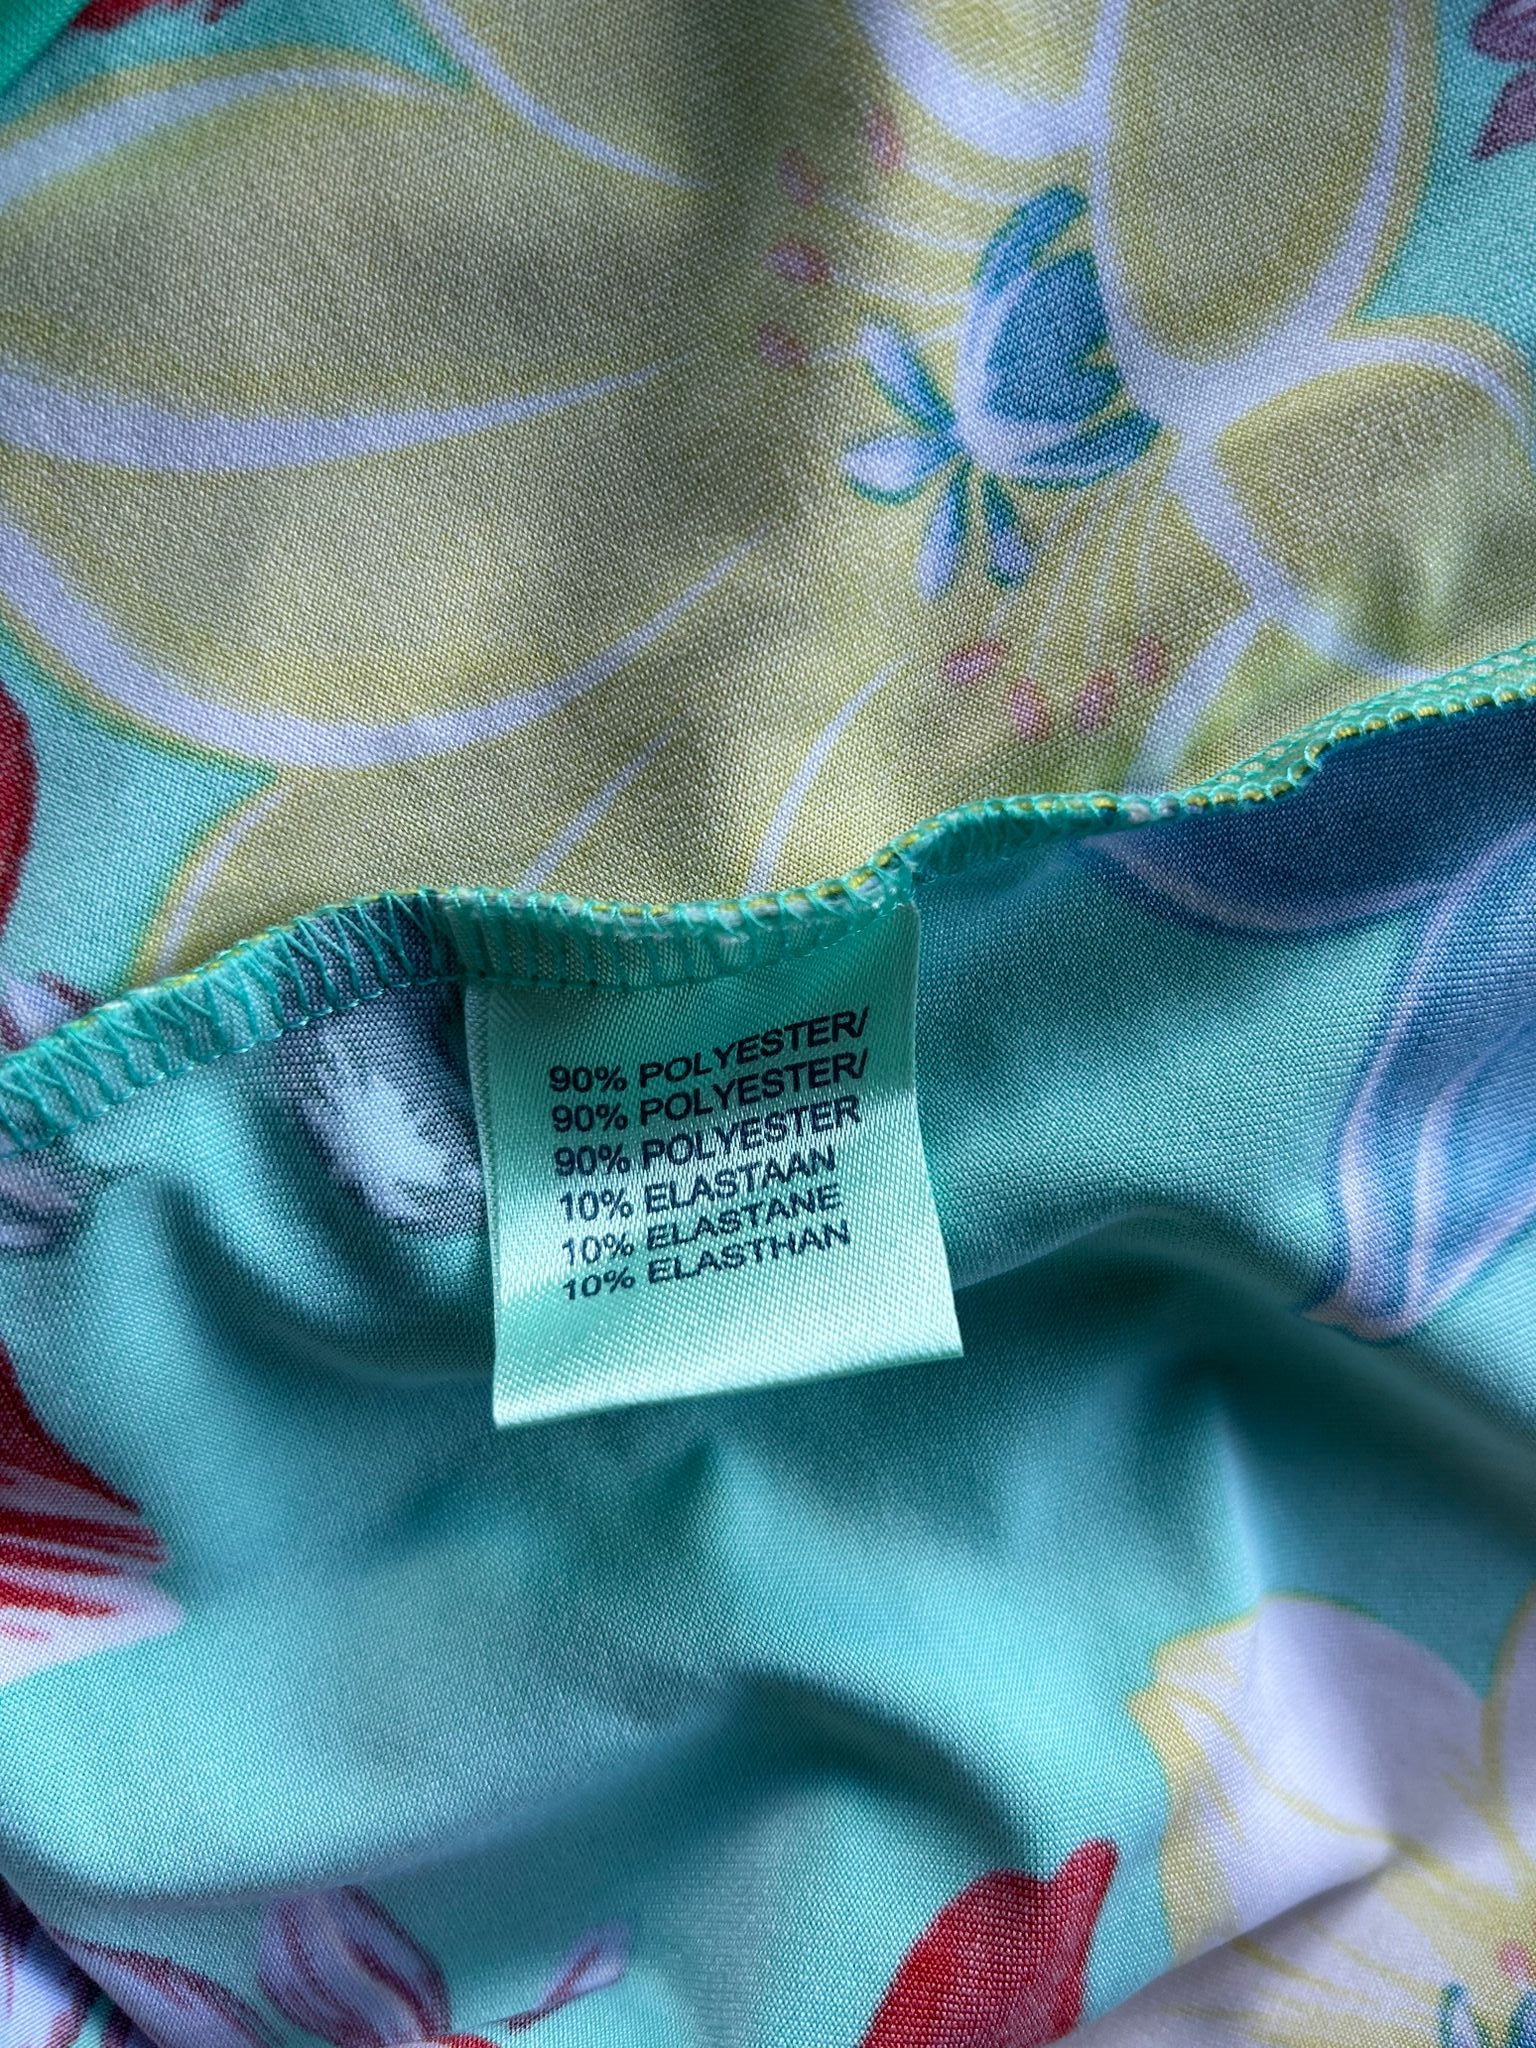 90% POLYESTER/
90% POLYESTER/
90% POLYESTER
10% ELASTAAN
10% ELASTANE
10% ELASTHAN